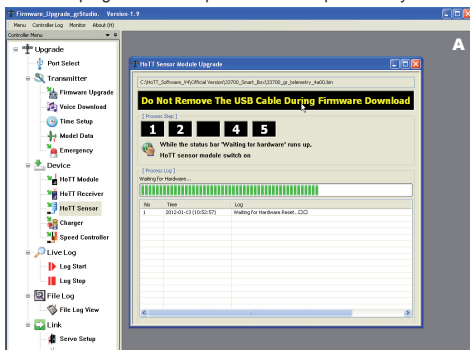 Firmware_Upgrade_grStudio. Version-1.9
Menu Controller Log Monitor About (H)
Controller Menu
A
Upgrade
Port Select
Transmitter
Firmware Upgrade
Voice Download
Time Setup
Model Data
Emergency
Device
HoTT Module
HoTT Receiver
HoTT Sensor
Charger
Speed Controller
Live Log
Log Start
Log Stop
File Log
File Log View
Link
Servo Setup
HoTT Sensor Module Upgrade
C:\HoTT_Software_V4\Official Version\33700_Smart_Box\33700_gr_telemetry_4a00.bin
Do Not Remove The USB Cable During Firmware Download
[ Process Step ]
1 2 4 5
While the status bar "Waiting for hardware" runs up,
HoTT sensor module switch on
[ Process Log ]
Waiting for Hardware...
No Time Log
1 2012-01-13 (10:52:57) Waiting for Hardware Reset...□□